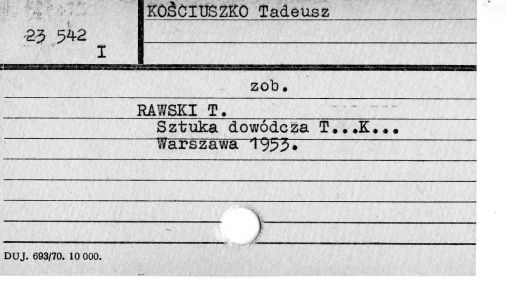 KOŚCIUSZKO Tadeusz
23 542
I
zob.
RAWSKI T.
Sztuka dowódcza T...K...
Warszawa 1953.
DUJ. 693/70. 10 000.